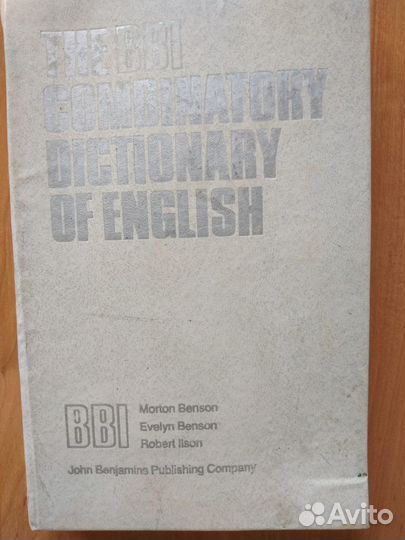 THE BBI
COMBINATORY
DICTIONARY
OF ENGLISH
BBI
Morton Benson
Evelyn Benson
Robert Ilson
John Benjamins Publishing Company
Avito